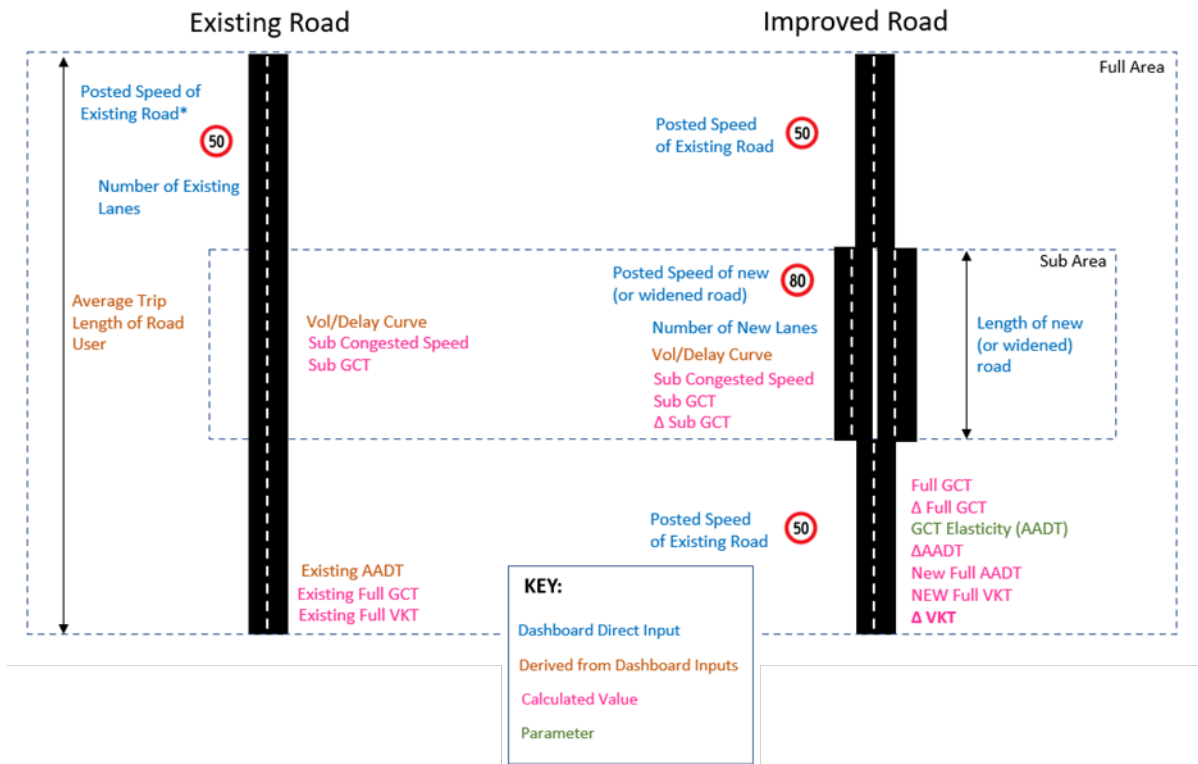 Existing Road
Improved Road
Full Area
Posted Speed of
Existing Road*
50
Number of Existing
Lanes
Posted Speed
of Existing Road
50
Sub Area
Average Trip
Length of Road
User
Vol/Delay Curve
Sub Congested Speed
Sub GCT
Posted Speed of new
(or widened road)
80
Number of New Lanes
Vol/Delay Curve
Sub Congested Speed
Sub GCT
Δ Sub GCT
Length of new
(or widened)
road
Existing AADT
Existing Full GCT
Existing Full VKT
Posted Speed
of Existing Road
50
Full GCT
Δ Full GCT
GCT Elasticity (AADT)
ΔAADT
New Full AADT
NEW Full VKT
Δ VKT
KEY:
Dashboard Direct Input
Derived from Dashboard Inputs
Calculated Value
Parameter